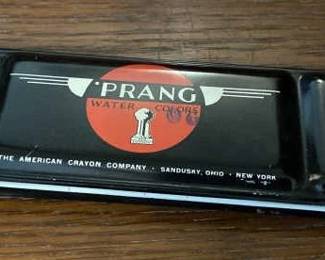 PRANG
WATER COLORS
THE AMERICAN CRAYON COMPANY · SANDUSKY, OHIO · NEW YORK